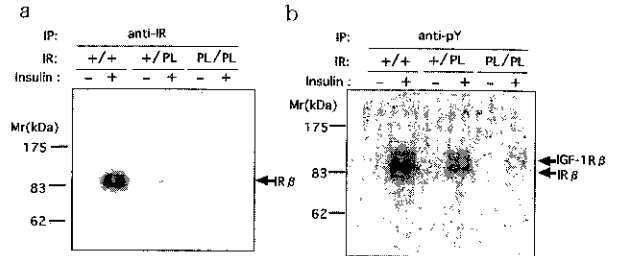 a
IP: anti-IR
IR: +/+ +/PL PL/PL
Insulin : - + - + - +
Mr(kDa)
175
83
62
IRβ
b
IP: anti-pY
IR: +/+ +/PL PL/PL
Insulin : - + - + - +
Mr(kDa)
175
83
62
IGF-1Rβ
IRβ